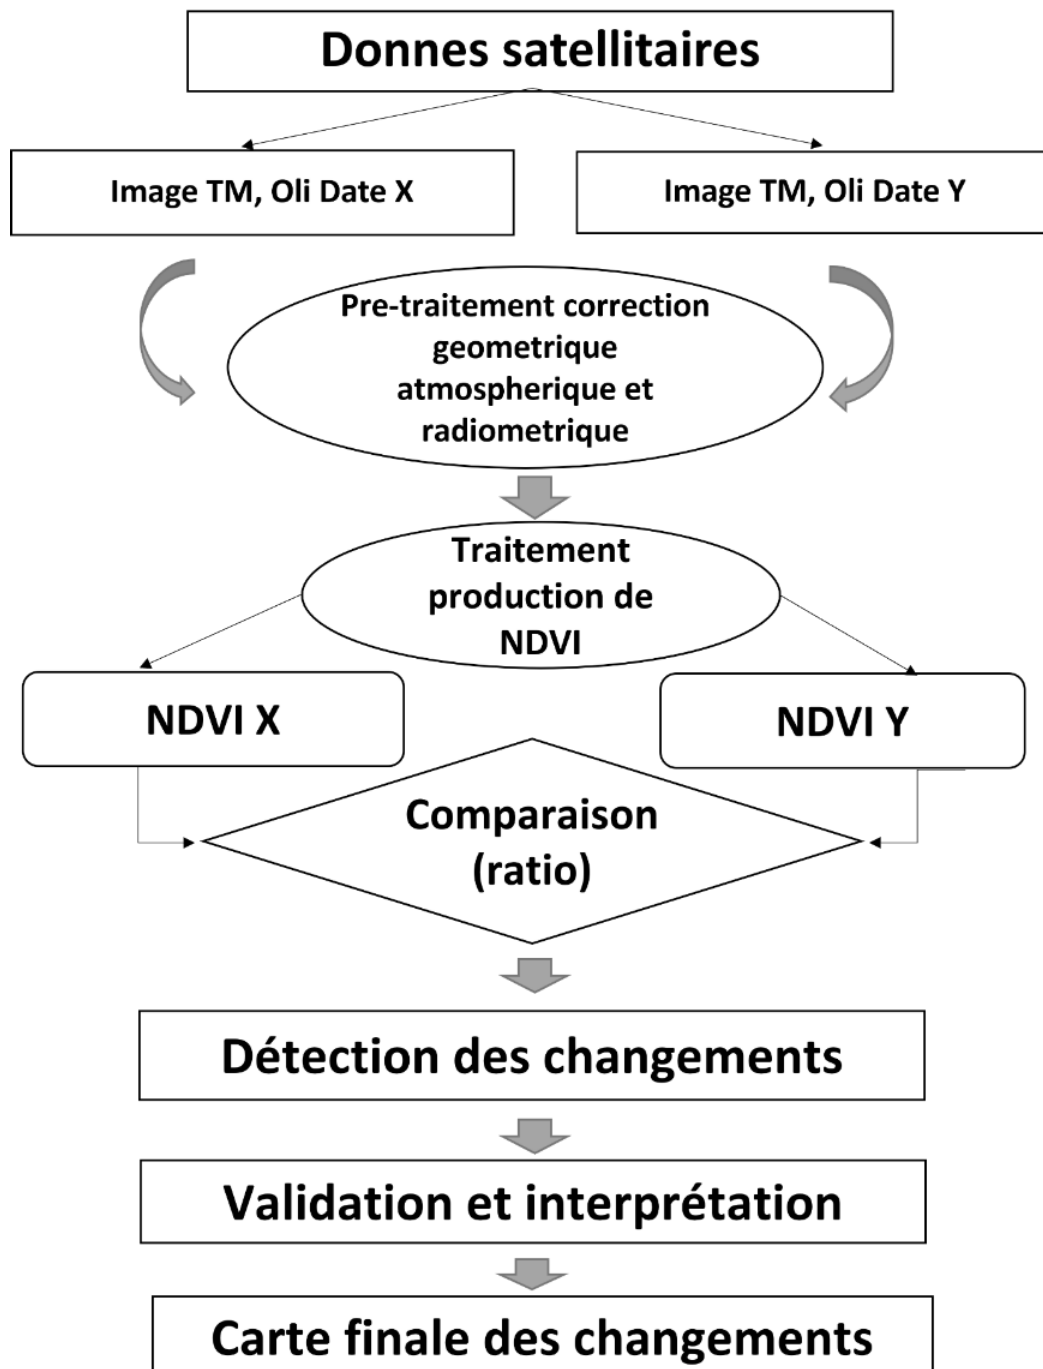 Donnes satellitaires
Image TM, Oli Date X
Image TM, Oli Date Y
Pre-traitement correction
geometrique
atmospherique et
radiometrique
Traitement
production de
NDVI
NDVI X
NDVI Y
Comparaison
(ratio)
Détection des changements
Validation et interprétation
Carte finale des changements